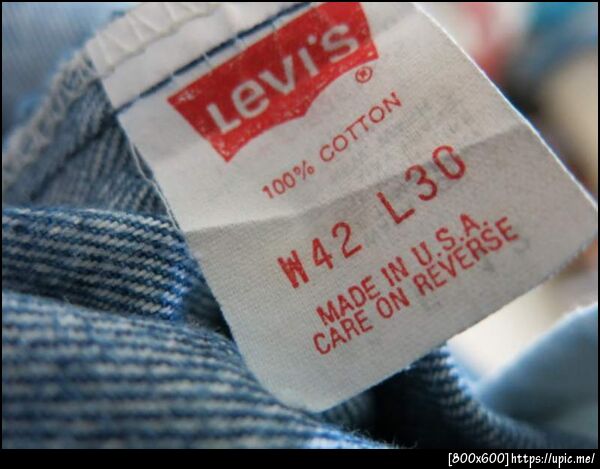 Levi's ®
100% COTTON
W42 L30
MADE IN U.S.A.
CARE ON REVERSE
[800x600]https://upic.me/